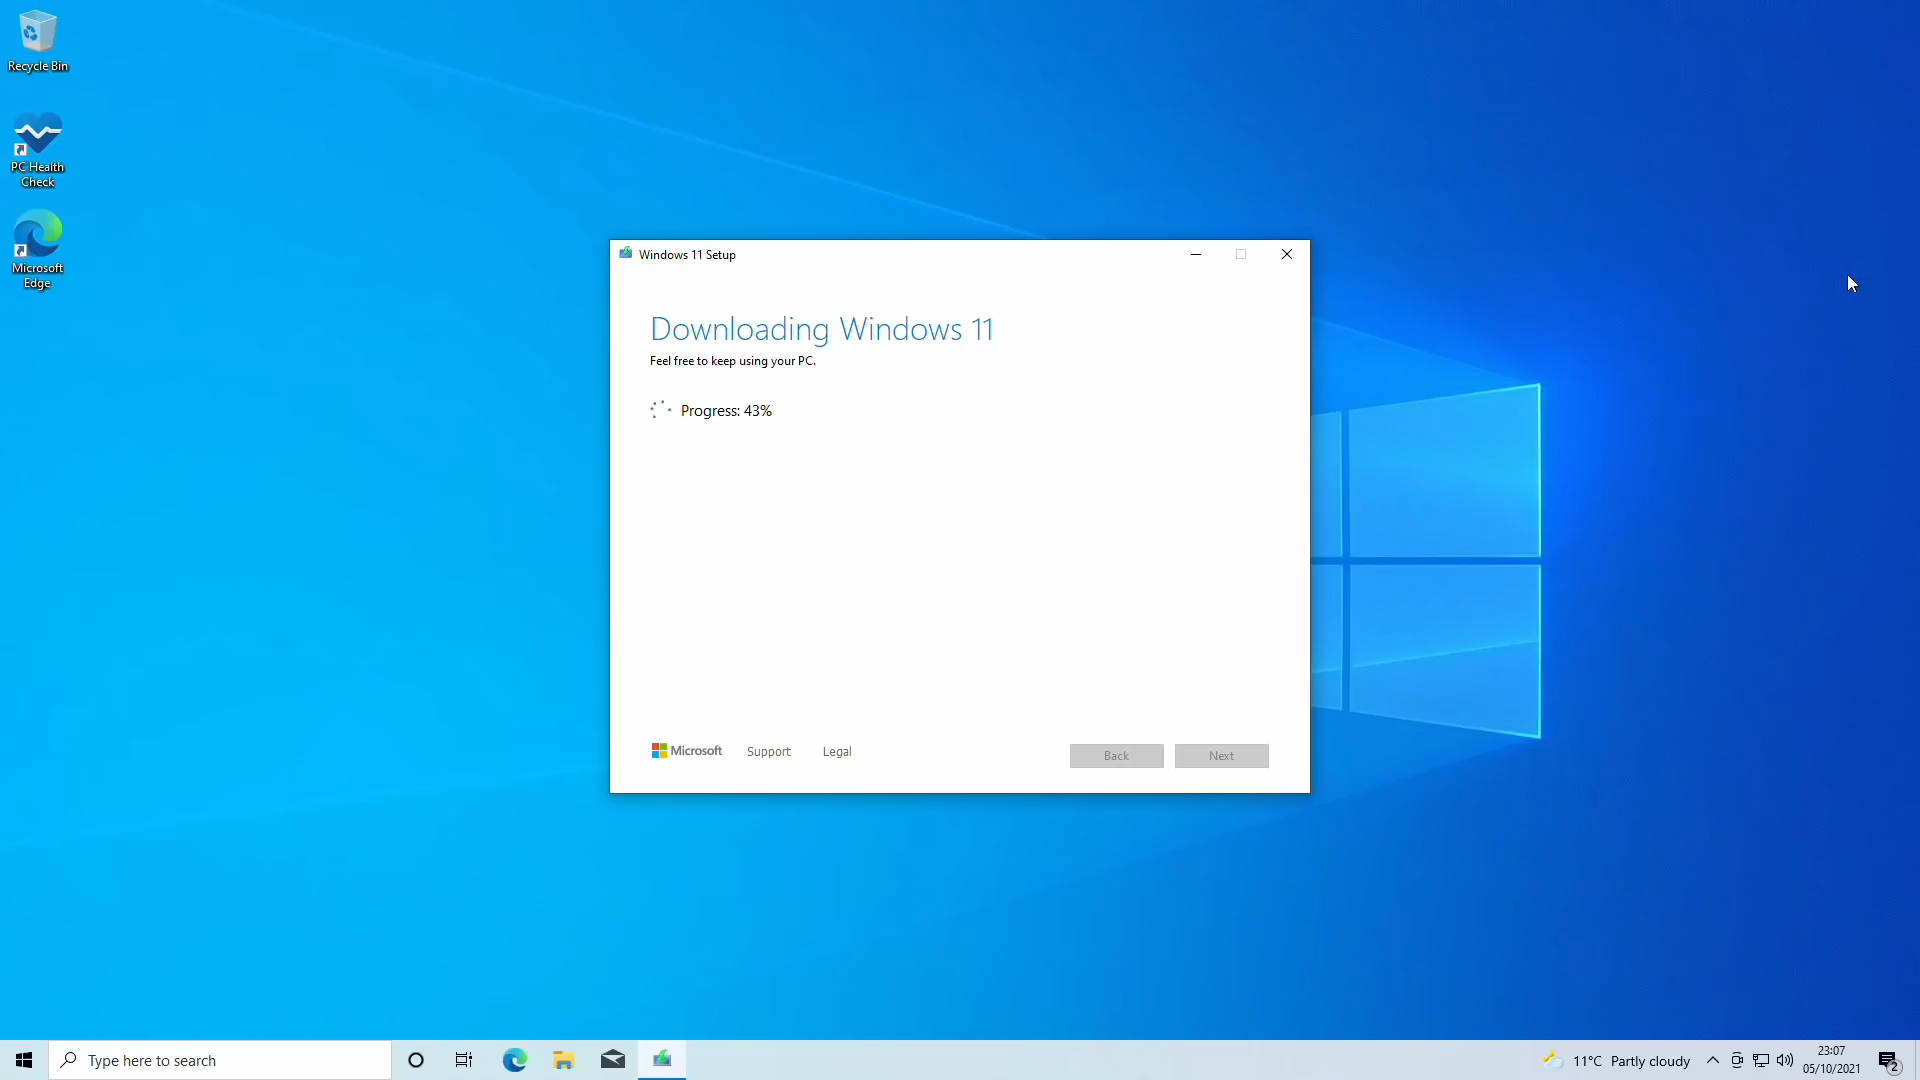 Recycle Bin
PC Health
Check
Microsoft
Edge
Windows 11 Setup
Downloading Windows 11
Feel free to keep using your PC.
Progress: 43%
Microsoft
Support
Legal
Back
Next
Type here to search
11°C Partly cloudy
23:07
05/10/2021
2